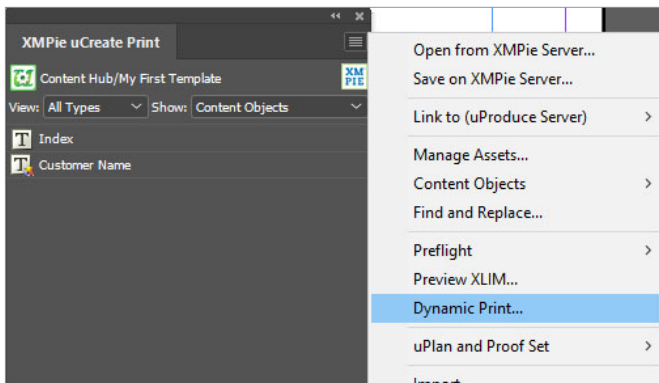 XMPie uCreate Print
Content Hub/My First Template
XM
PIE
View: All Types Show: Content Objects
T Index
T Customer Name
Open from XMPie Server...
Save on XMPie Server...
Link to (uProduce Server)
Manage Assets...
Content Objects
Find and Replace...
Preflight
Preview XLIM...
Dynamic Print...
uPlan and Proof Set